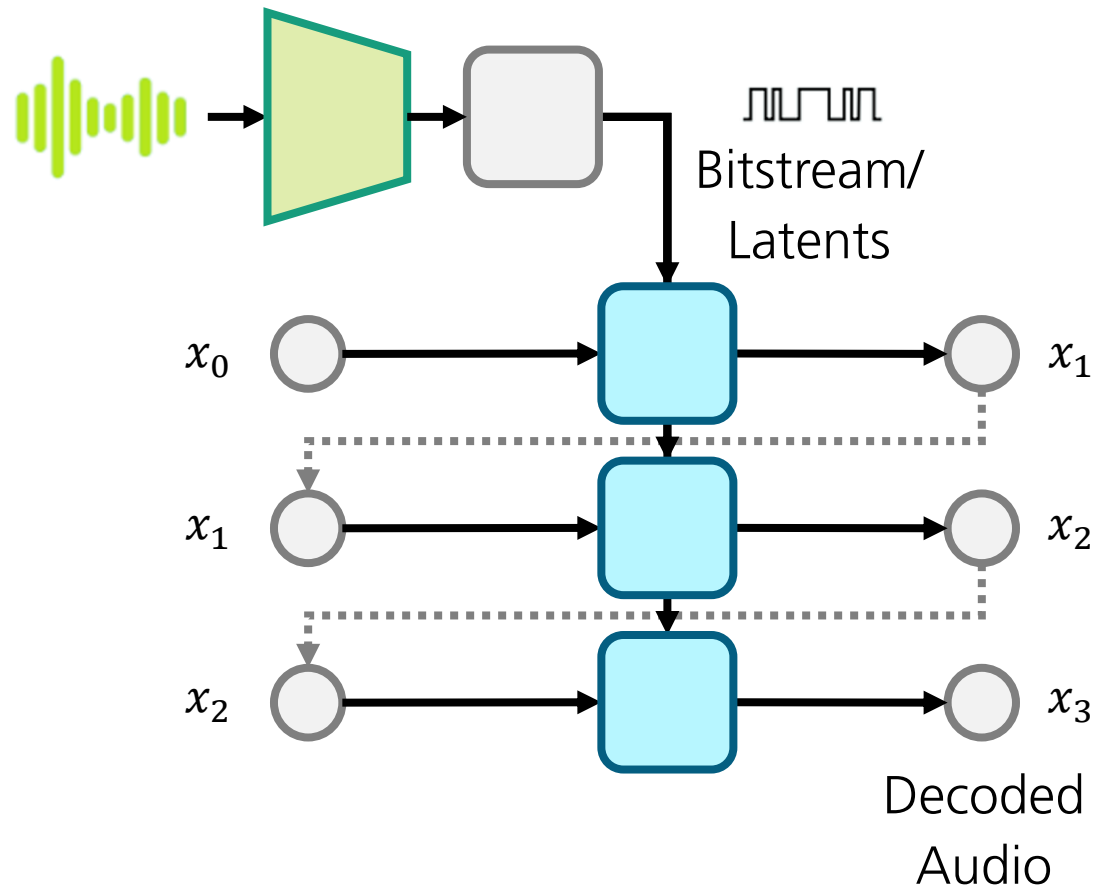 Bitstream/
Latents
x₀
x₁
x₁
x₂
x₂
x₃
Decoded
Audio